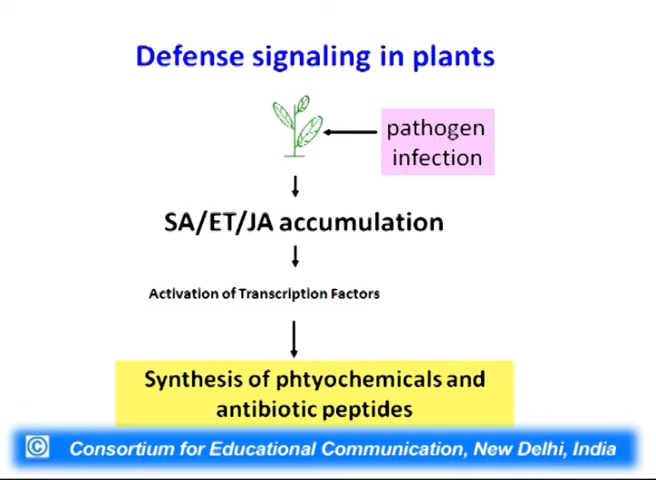 Defense signaling in plants
pathogen
infection
SA/ET/JA accumulation
Activation of Transcription Factors
Synthesis of phtyochemicals and
antibiotic peptides
© Consortium for Educational Communication, New Delhi, India